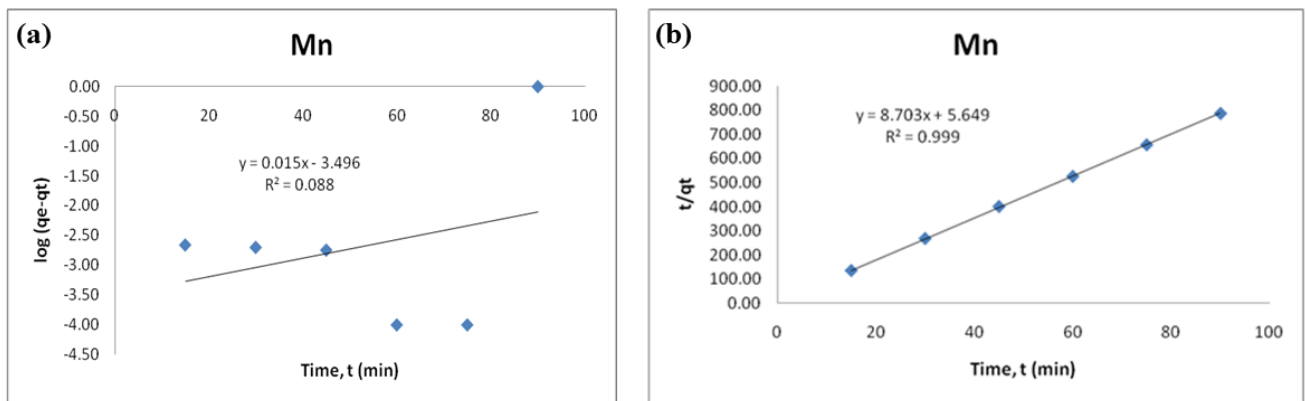 (a)
Mn
0.00
-0.50
-1.00
-1.50
-2.00
-2.50
-3.00
-3.50
-4.00
-4.50
0 20 40 60 80 100
log (qe-qt)
y = 0.015x - 3.496
R² = 0.088
Time, t (min)
(b)
Mn
900.00
800.00
700.00
600.00
500.00
400.00
300.00
200.00
100.00
0.00
t/qt
y = 8.703x + 5.649
R² = 0.999
0 20 40 60 80 100
Time, t (min)